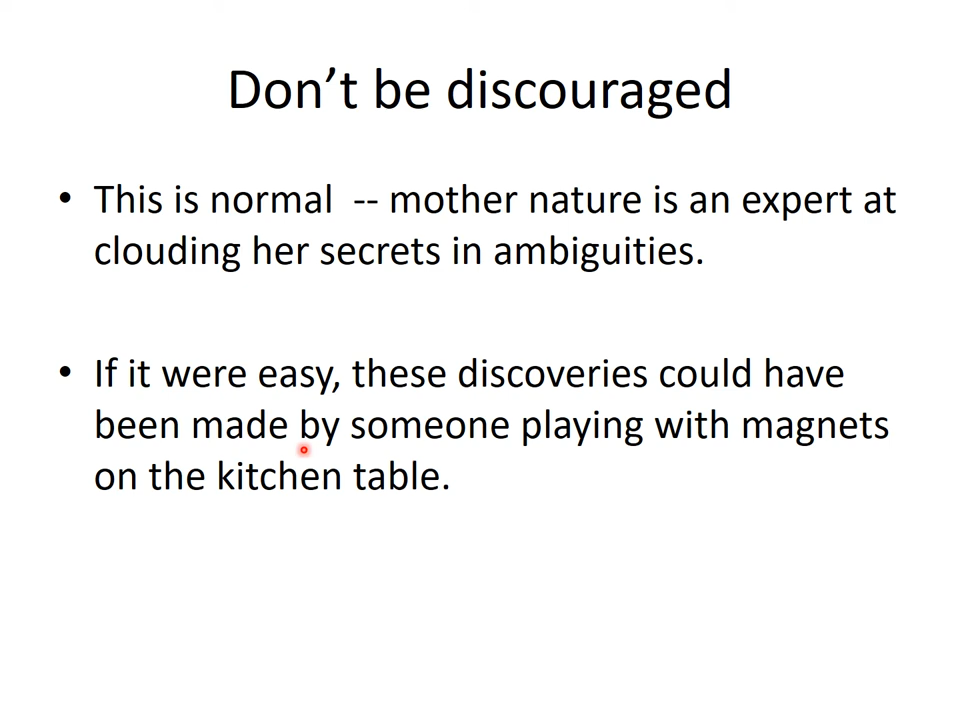 Don’t be discouraged
• This is normal  -- mother nature is an expert at
clouding her secrets in ambiguities.
• If it were easy, these discoveries could have
been made by someone playing with magnets
on the kitchen table.